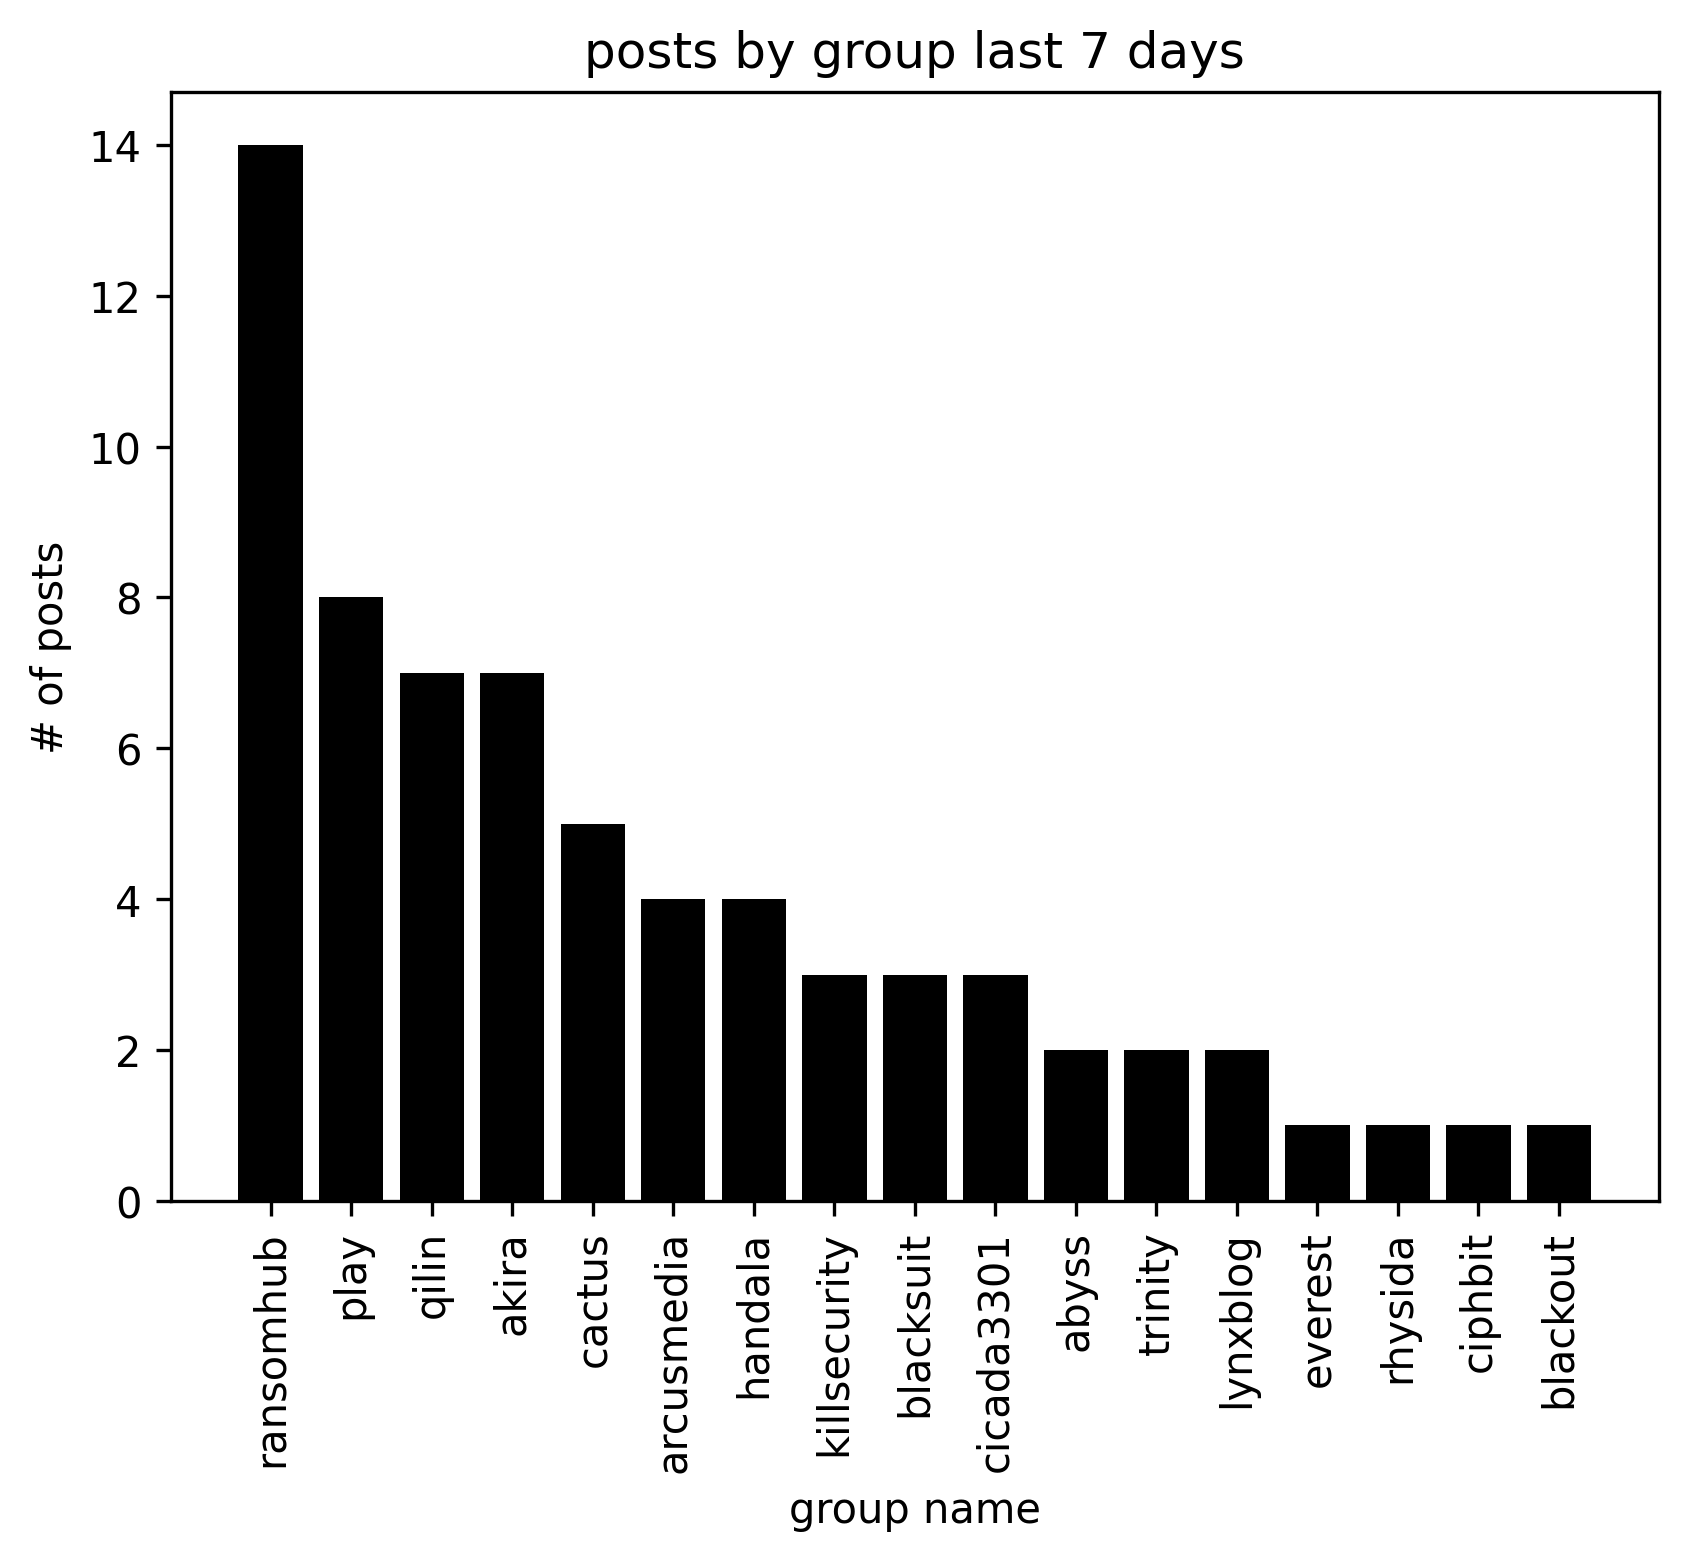 posts by group last 7 days
14
12
10
8
6
4
2
0
# of posts
ransomhub
play
qilin
akira
cactus
arcusmedia
handala
killsecurity
blacksuit
cicada3301
abyss
trinity
lynxblog
everest
rhysida
ciphbit
blackout
group name